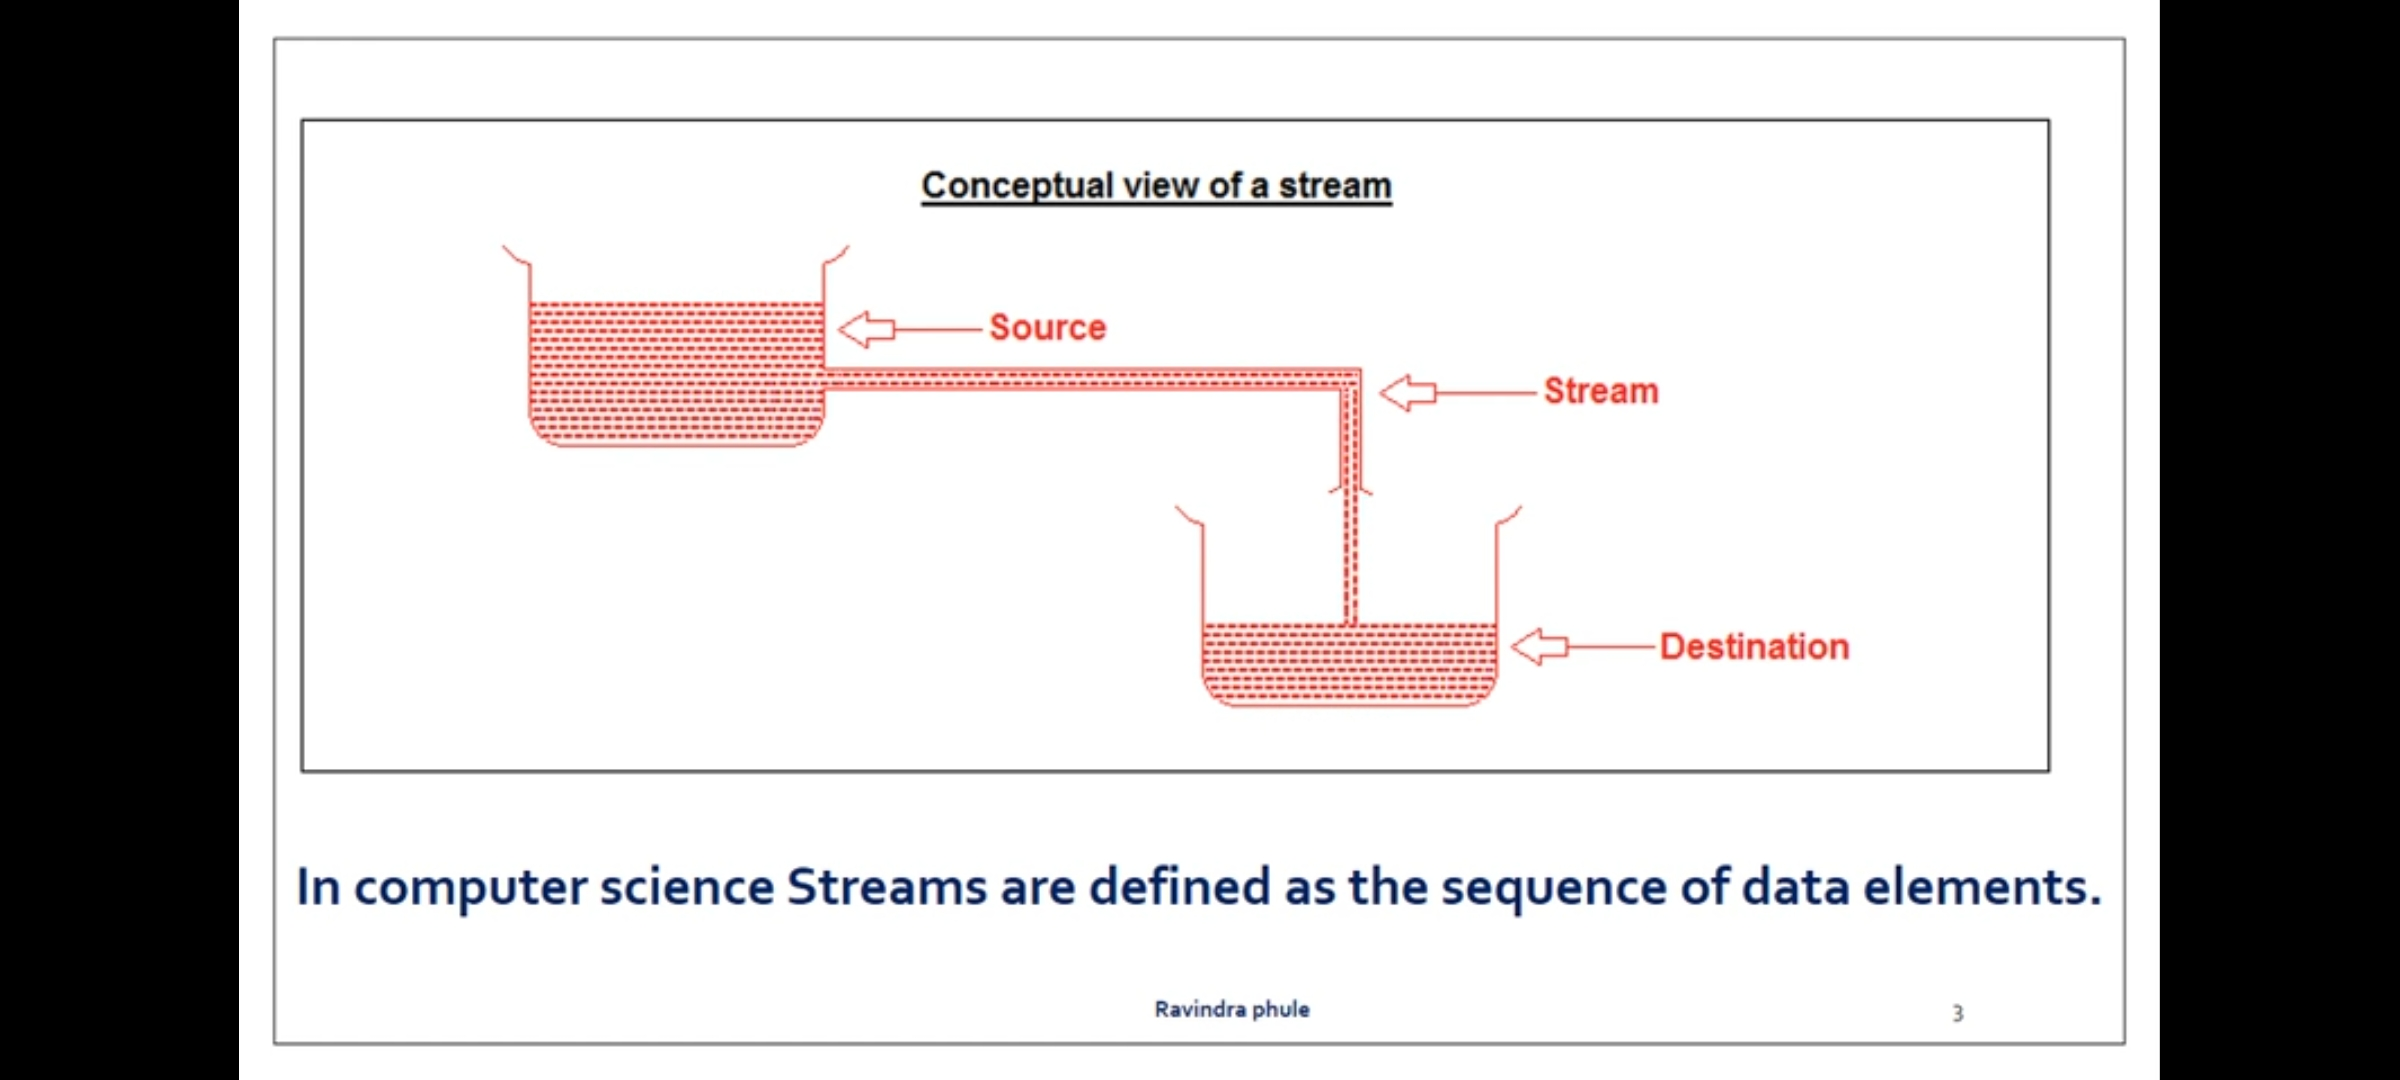 Conceptual view of a stream
Source
Stream
Destination
In computer science Streams are defined as the sequence of data elements.
Ravindra phule
3